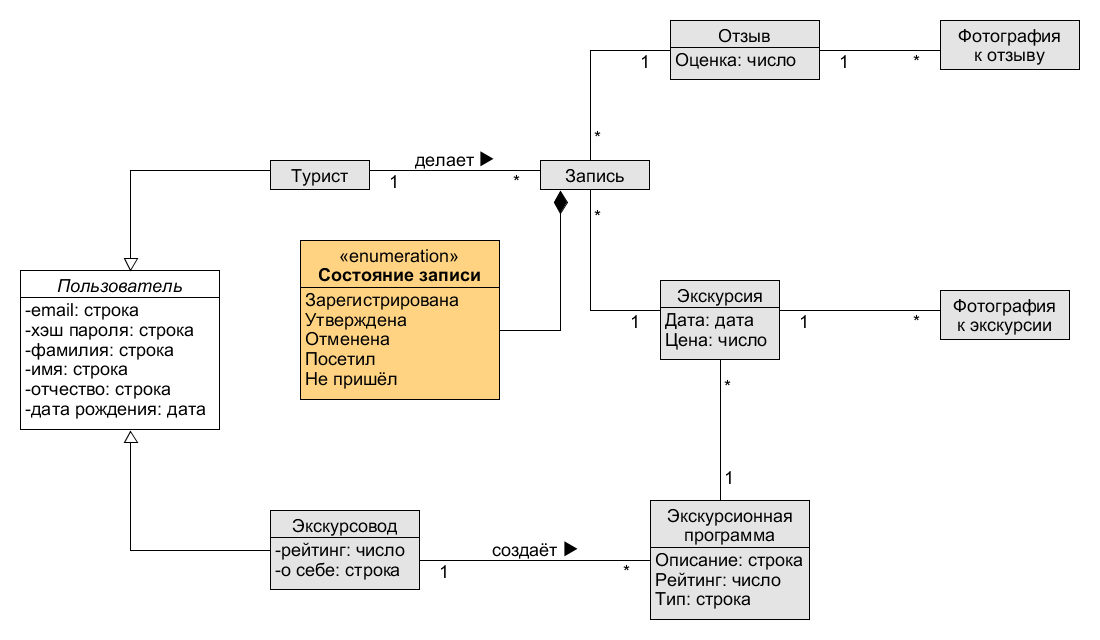 Отзыв
Оценка: число
1
1
*
Фотография
к отзыву
*
делает ▶
Турист
1
*
Запись
*
«enumeration»
Состояние записи
Зарегистрирована
Утверждена
Отменена
Посетил
Не пришёл
Пользователь
-email: строка
-хэш пароля: строка
-фамилия: строка
-имя: строка
-отчество: строка
-дата рождения: дата
Экскурсия
Дата: дата
Цена: число
1
1
*
Фотография
к экскурсии
*
1
Экскурсовод
-рейтинг: число
-о себе: строка
создаёт ▶
1
*
Экскурсионная
программа
Описание: строка
Рейтинг: число
Тип: строка